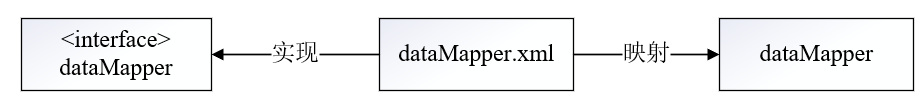 <interface>
dataMapper
实现
dataMapper.xml
映射
dataMapper